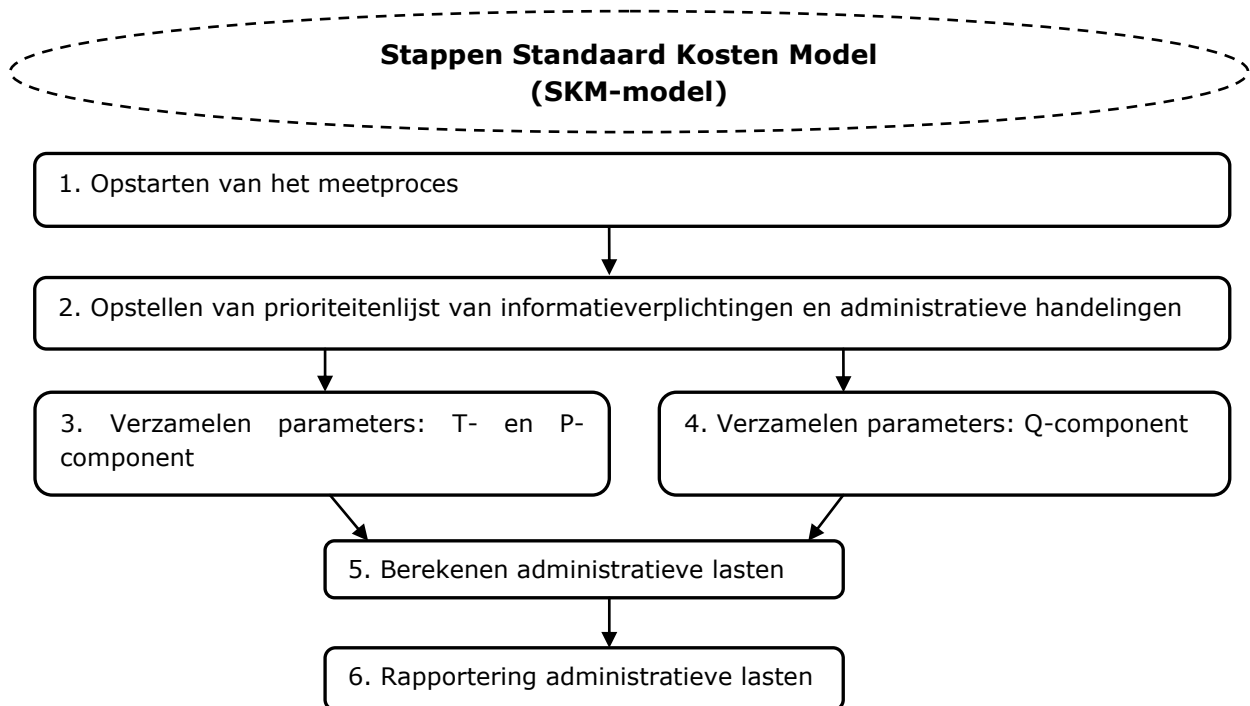 Stappen Standaard Kosten Model
(SKM-model)
1. Opstarten van het meetproces
2. Opstellen van prioriteitenlijst van informatieverplichtingen en administratieve handelingen
3. Verzamelen parameters: T- en P-
component
4. Verzamelen parameters: Q-component
5. Berekenen administratieve lasten
6. Rapportering administratieve lasten